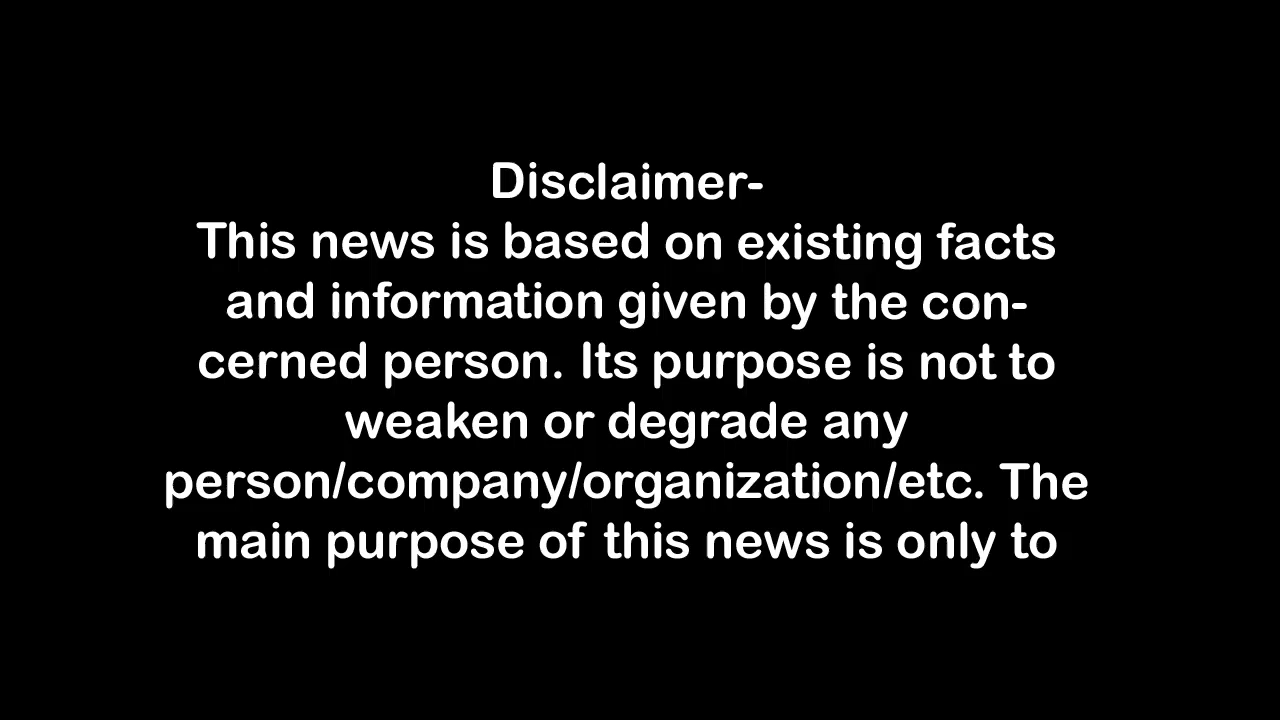 Disclaimer-
This news is based on existing facts
and information given by the con-
cerned person. Its purpose is not to
weaken or degrade any
person/company/organization/etc. The
main purpose of this news is only to